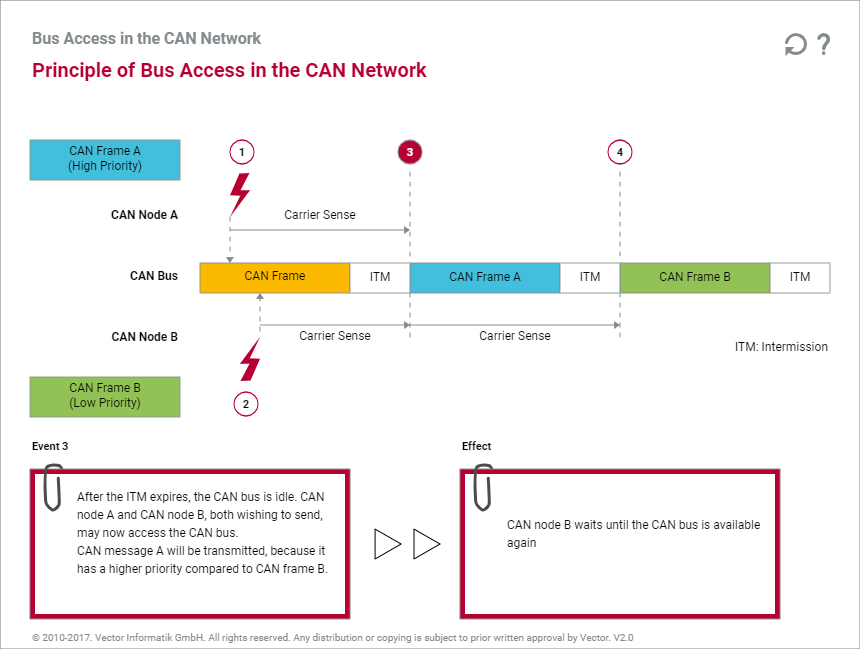 Bus Access in the CAN Network
Principle of Bus Access in the CAN Network
?
CAN Frame A
(High Priority)
1
3
4
CAN Node A
Carrier Sense
CAN Bus
CAN Frame
ITM
CAN Frame A
ITM
CAN Frame B
ITM
CAN Node B
Carrier Sense
Carrier Sense
ITM: Intermission
CAN Frame B
(Low Priority)
2
Event 3
Effect
After the ITM expires, the CAN bus is idle. CAN
node A and CAN node B, both wishing to send,
may now access the CAN bus.
CAN message A will be transmitted, because it
has a higher priority compared to CAN frame B.
CAN node B waits until the CAN bus is available
again
© 2010-2017. Vector Informatik GmbH. All rights reserved. Any distribution or copying is subject to prior written approval by Vector. V2.0